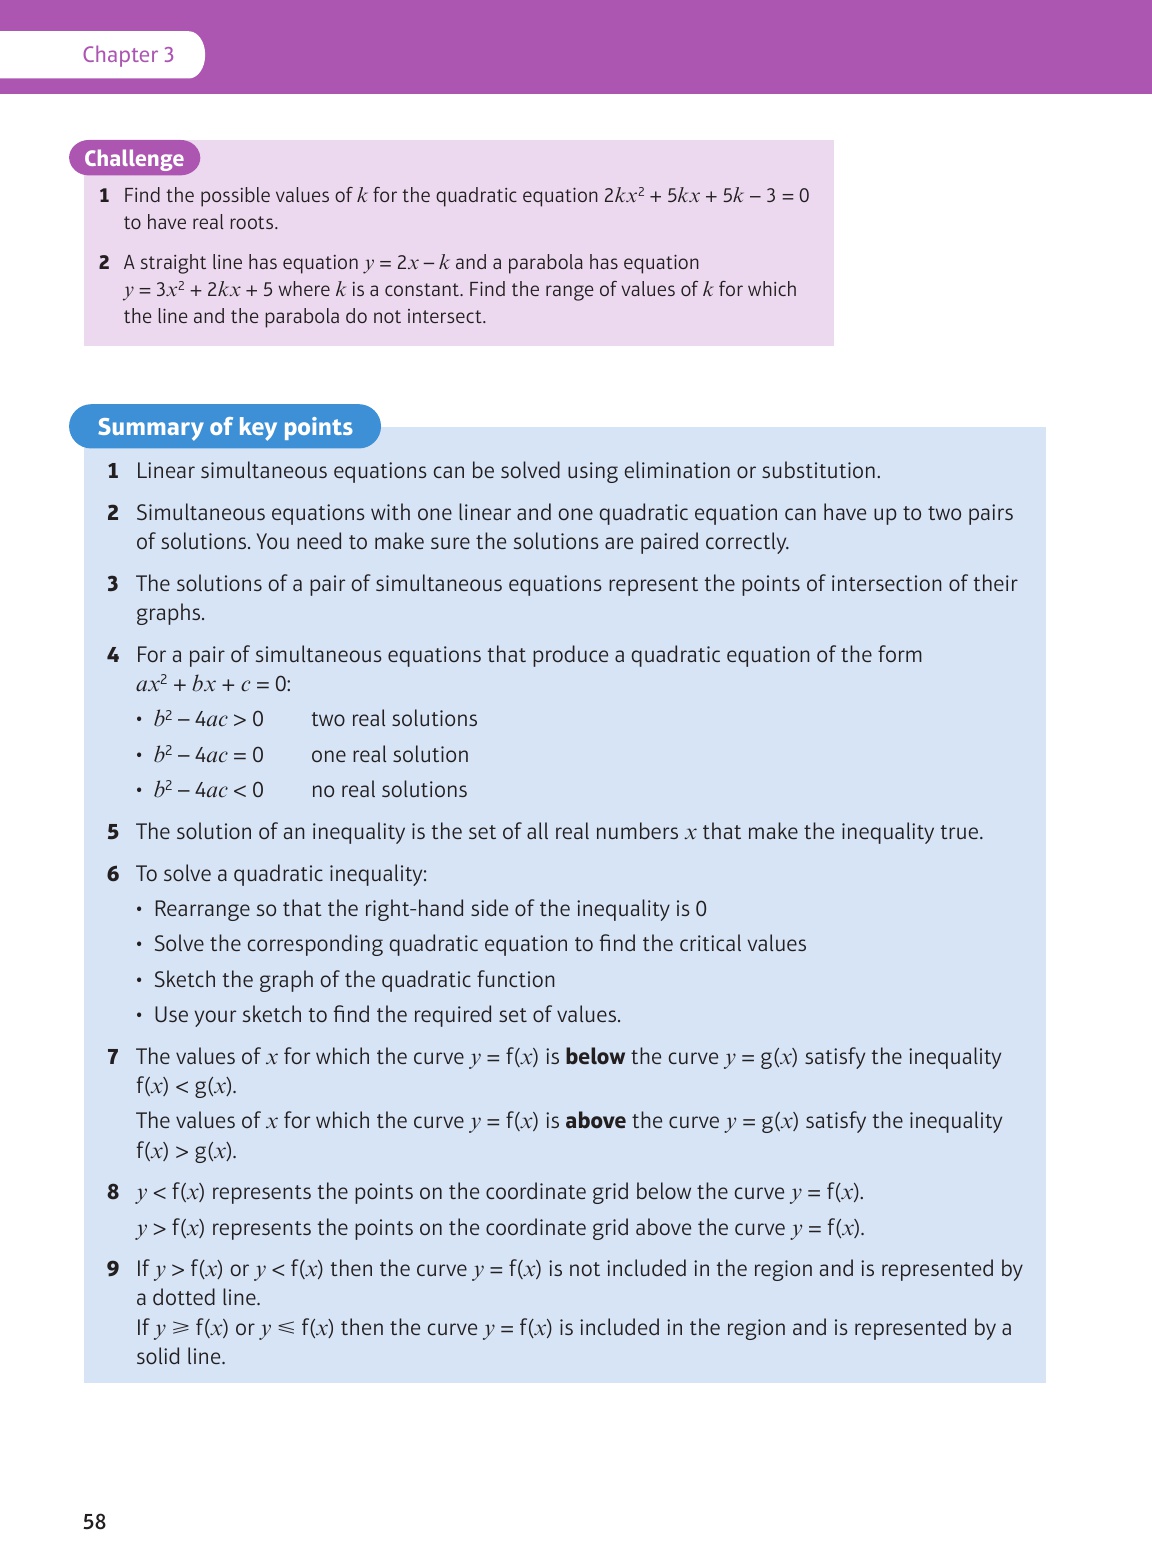 Chapter 3
Challenge
1 Find the possible values of k for the quadratic equation 2kx² + 5kx + 5k – 3 = 0
to have real roots.
2 A straight line has equation y = 2x – k and a parabola has equation
y = 3x² + 2kx + 5 where k is a constant. Find the range of values of k for which
the line and the parabola do not intersect.
Summary of key points
1 Linear simultaneous equations can be solved using elimination or substitution.
2 Simultaneous equations with one linear and one quadratic equation can have up to two pairs
of solutions. You need to make sure the solutions are paired correctly.
3 The solutions of a pair of simultaneous equations represent the points of intersection of their
graphs.
4 For a pair of simultaneous equations that produce a quadratic equation of the form
ax² + bx + c = 0:
• b² – 4ac > 0 two real solutions
• b² – 4ac = 0 one real solution
• b² – 4ac < 0 no real solutions
5 The solution of an inequality is the set of all real numbers x that make the inequality true.
6 To solve a quadratic inequality:
• Rearrange so that the right-hand side of the inequality is 0
• Solve the corresponding quadratic equation to find the critical values
• Sketch the graph of the quadratic function
• Use your sketch to find the required set of values.
7 The values of x for which the curve y = f(x) is below the curve y = g(x) satisfy the inequality
f(x) < g(x).
The values of x for which the curve y = f(x) is above the curve y = g(x) satisfy the inequality
f(x) > g(x).
8 y < f(x) represents the points on the coordinate grid below the curve y = f(x).
y > f(x) represents the points on the coordinate grid above the curve y = f(x).
9 If y > f(x) or y < f(x) then the curve y = f(x) is not included in the region and is represented by
a dotted line.
If y ⩾ f(x) or y ⩽ f(x) then the curve y = f(x) is included in the region and is represented by a
solid line.
58